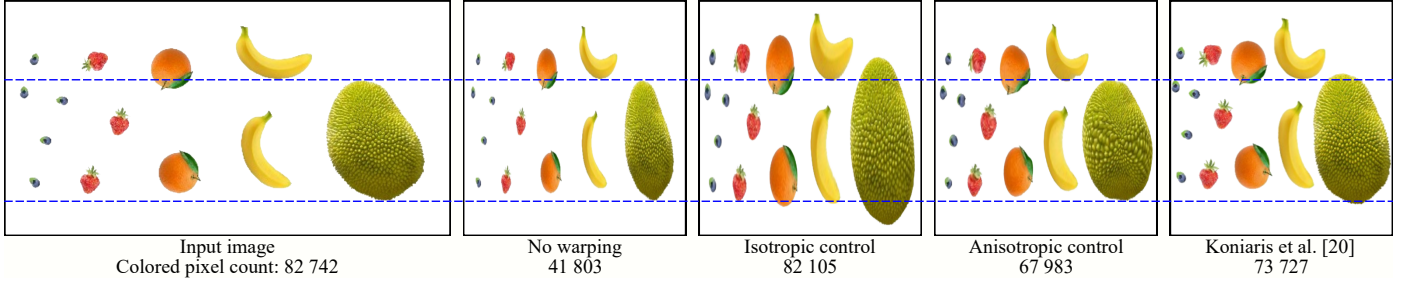 Input image
Colored pixel count: 82 742
No warping
41 803
Isotropic control
82 105
Anisotropic control
67 983
Koniaris et al. [20]
73 727